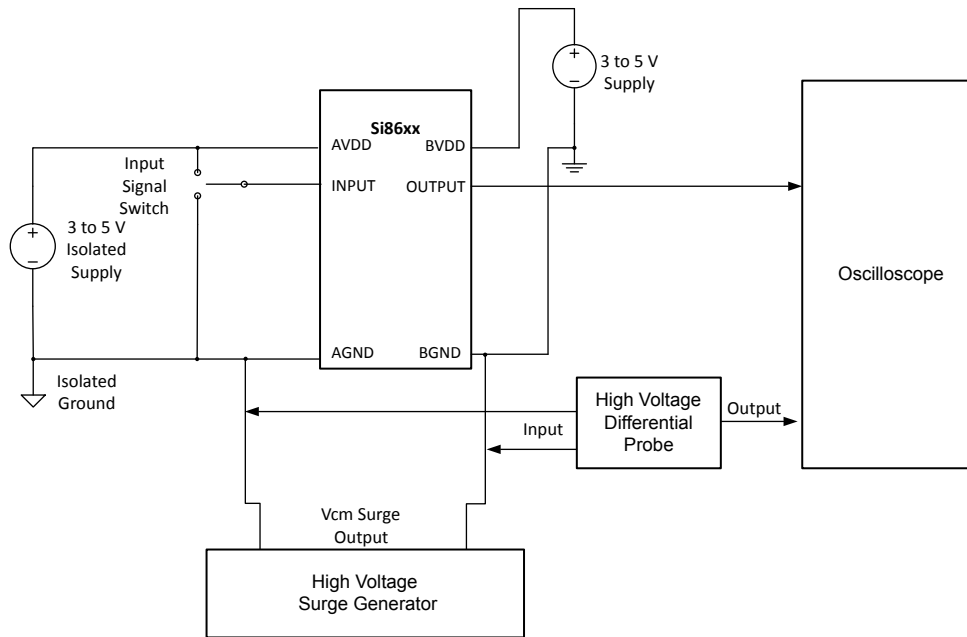 3 to 5 V
Supply
Si86xx
AVDD
BVDD
Input
Signal
Switch
INPUT
OUTPUT
3 to 5 V
Isolated
Supply
Oscilloscope
AGND
BGND
Isolated
Ground
High Voltage
Differential
Probe
Output
Input
Vcm Surge
Output
High Voltage
Surge Generator